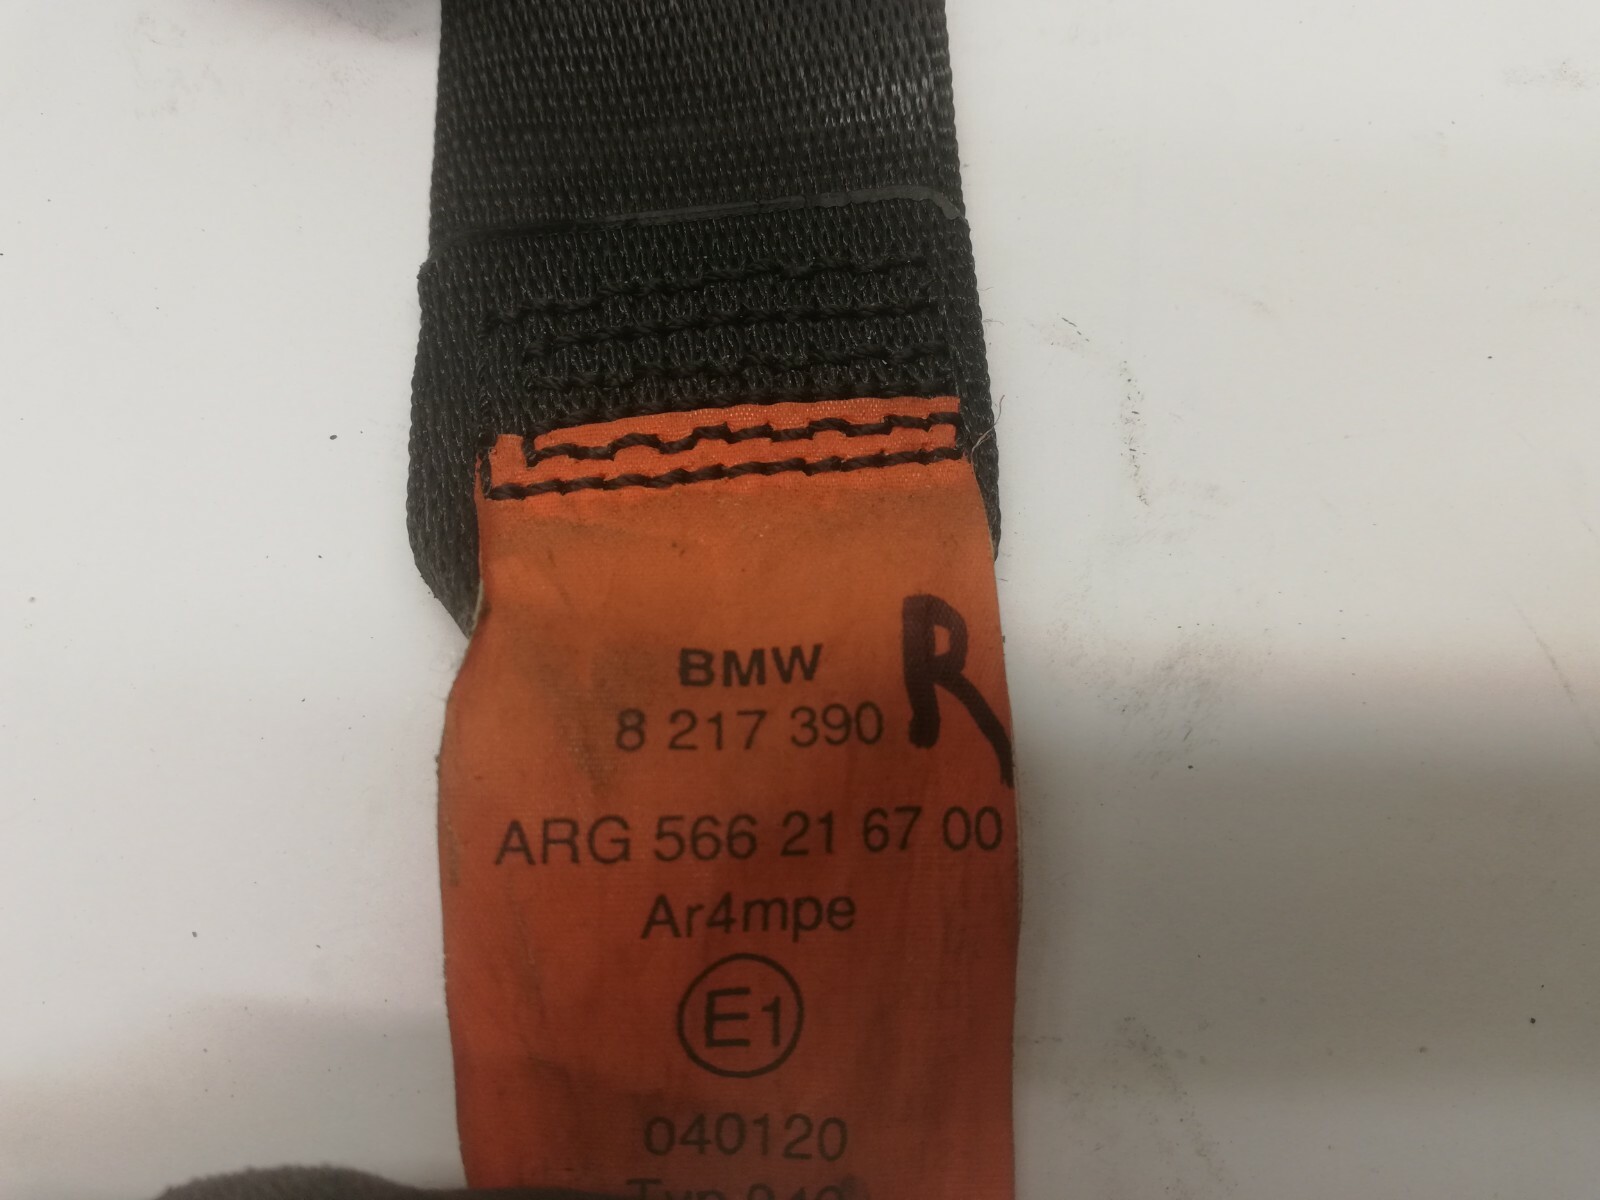 BMW
R
8 217 390
ARG 566 21 67 00
Ar4mpe
E1
040120